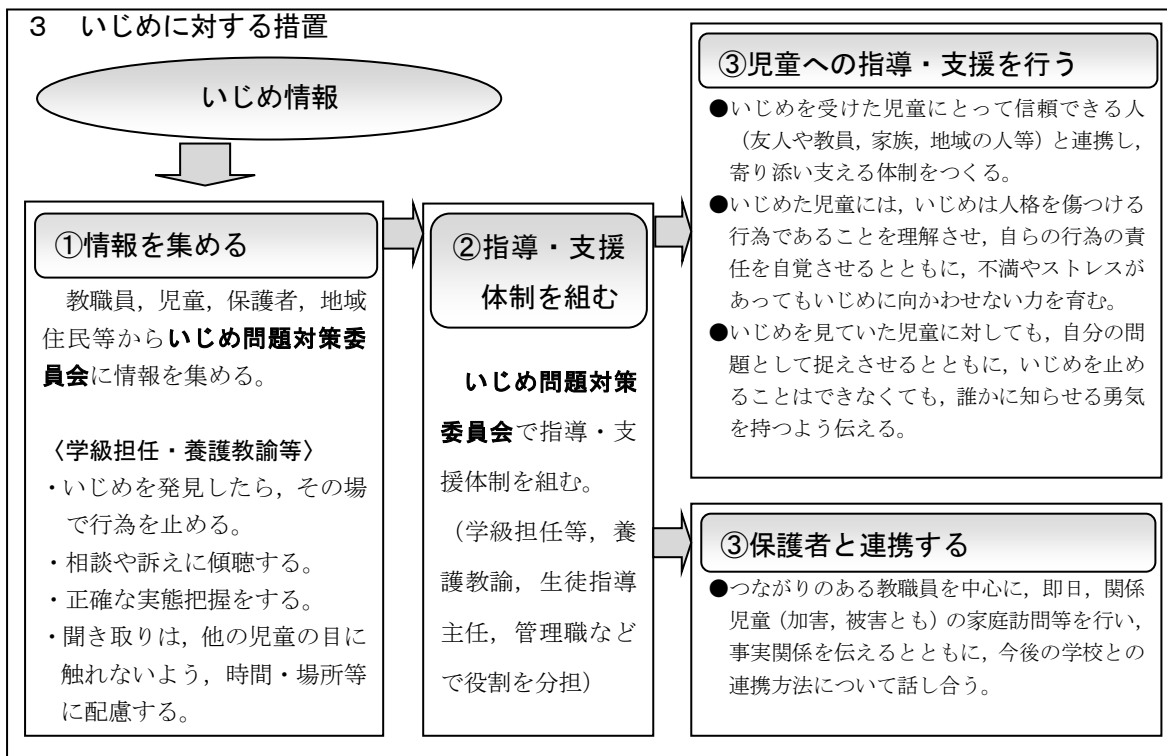 ３　いじめに対する措置
いじめ情報
①情報を集める
教職員，児童，保護者，地域
住民等からいじめ問題対策委
員会に情報を集める。
〈学級担任・養護教諭等〉
・いじめを発見したら，その場
で行為を止める。
・相談や訴えに傾聴する。
・正確な実態把握をする。
・聞き取りは，他の児童の目に
触れないよう，時間・場所等
に配慮する。
②指導・支援
体制を組む
いじめ問題対策
委員会で指導・支
援体制を組む。
（学級担任等，養
護教諭，生徒指導
主任，管理職など
で役割を分担）
③児童への指導・支援を行う
●いじめを受けた児童にとって信頼できる人
（友人や教員，家族，地域の人等）と連携し，
寄り添い支える体制をつくる。
●いじめた児童には，いじめは人格を傷つける
行為であることを理解させ，自らの行為の責
任を自覚させるとともに，不満やストレスが
あってもいじめに向かわせない力を育む。
●いじめを見ていた児童に対しても，自分の問
題として捉えさせるとともに，いじめを止め
ることはできなくても，誰かに知らせる勇気
を持つよう伝える。
③保護者と連携する
●つながりのある教職員を中心に，即日，関係
児童（加害，被害とも）の家庭訪問等を行い，
事実関係を伝えるとともに，今後の学校との
連携方法について話し合う。